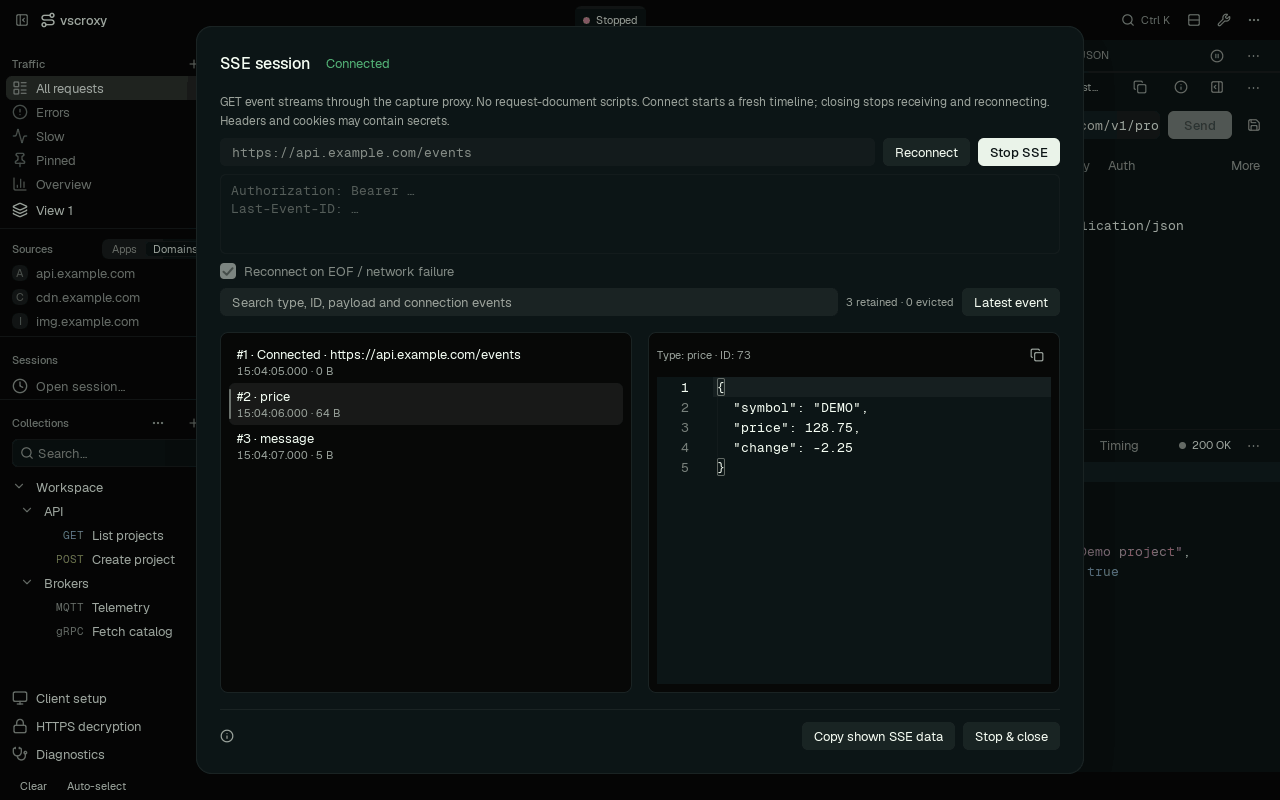 vscroxy
Stopped
Ctrl K
Traffic
All requests
Errors
Slow
Pinned
Overview
View 1
Sources
Apps
Domains
A api.example.com
C cdn.example.com
I img.example.com
Sessions
Open session…
Collections
Search…
Workspace
API
GET List projects
POST Create project
Brokers
MQTT Telemetry
gRPC Fetch catalog
Client setup
HTTPS decryption
Diagnostics
Clear
Auto-select
SSE session
Connected
GET event streams through the capture proxy. No request-document scripts. Connect starts a fresh timeline; closing stops receiving and reconnecting.
Headers and cookies may contain secrets.
https://api.example.com/events
Reconnect
Stop SSE
Authorization: Bearer …
Last-Event-ID: …
Reconnect on EOF / network failure
Search type, ID, payload and connection events
3 retained · 0 evicted
Latest event
#1 · Connected · https://api.example.com/events
15:04:05.000 · 0 B
#2 · price
15:04:06.000 · 64 B
#3 · message
15:04:07.000 · 5 B
Type: price · ID: 73
1 {
2 "symbol": "DEMO",
3 "price": 128.75,
4 "change": -2.25
5 }
Copy shown SSE data
Stop & close
JSON
st…
com/v1/pro
Send
y
Auth
More
lication/json
Timing
200 OK
Demo project",
true